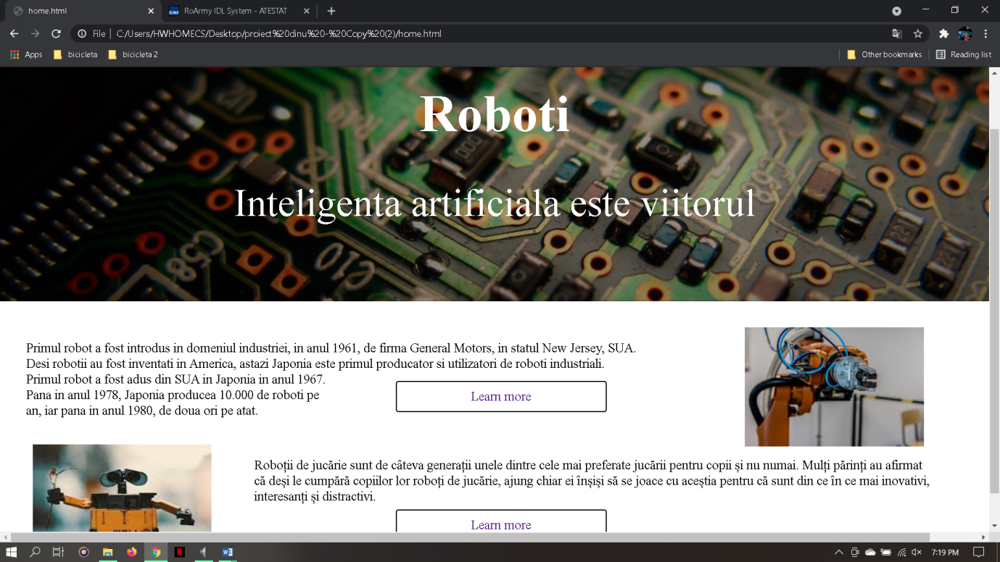 home.html
RoArmy IDL System - ATESTAT
File
C:/Users/HWHOMECS/Desktop/proiect%20dinu%20-%20Copy%20(2)/home.html
Apps
bicicleta
bicicleta 2
Other bookmarks
Reading list
Roboti
Inteligenta artificiala este viitorul
C58
C210
Primul robot a fost introdus in domeniul industriei, in anul 1961, de firma General Motors, in statul New Jersey, SUA.
Desi robotii au fost inventati in America, astazi Japonia este primul producator si utilizatori de roboti industriali.
Primul robot a fost adus din SUA in Japonia in anul 1967.
Pana in anul 1978, Japonia producea 10.000 de roboti pe
an, iar pana in anul 1980, de doua ori pe atat.
Learn more
Roboții de jucărie sunt de câteva generații unele dintre cele mai preferate jucării pentru copii și nu numai. Mulți părinți au afirmat
că deși le cumpără copiilor lor roboți de jucărie, ajung chiar ei înșiși să se joace cu aceștia pentru că sunt din ce în ce mai inovativi,
interesanți și distractivi.
Learn more
7:19 PM